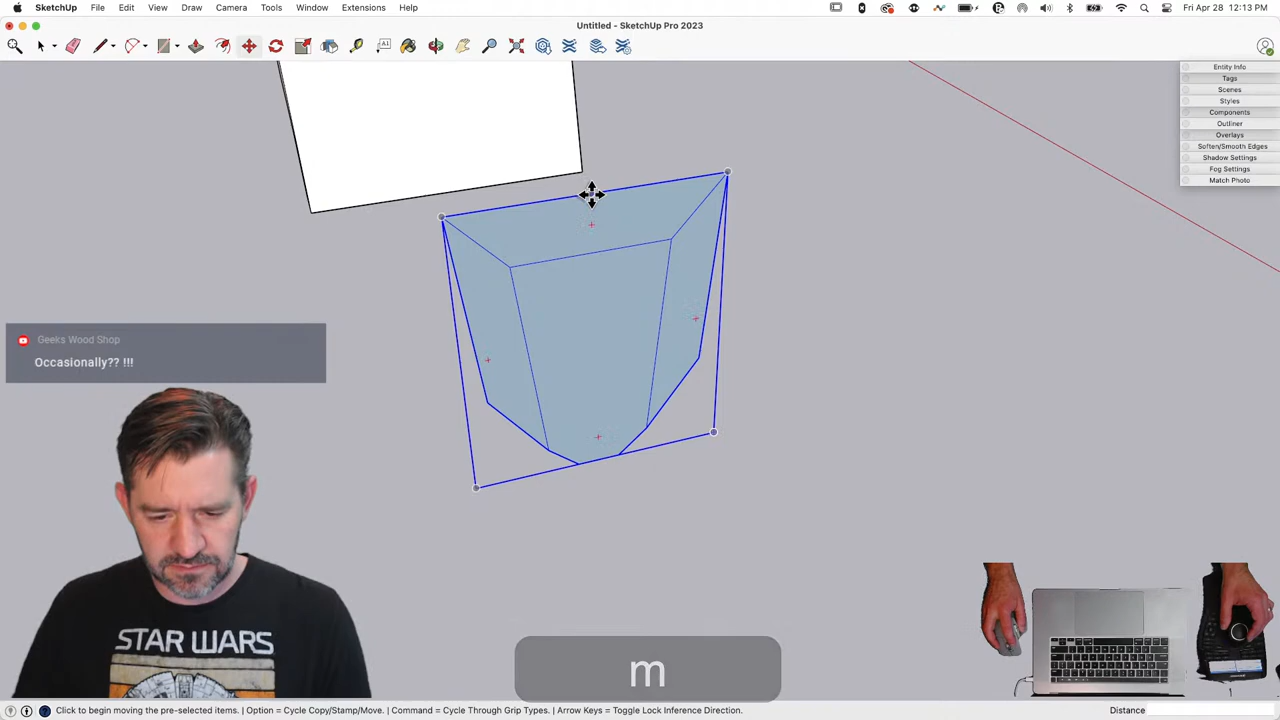 SketchUp File Edit View Draw Camera Tools Window Extensions Help Fri Apr 28 12:13 PM
Untitled - SketchUp Pro 2023
Entity Info
Tags
Scenes
Styles
Components
Outliner
Overlays
Soften/Smooth Edges
Shadow Settings
Fog Settings
Match Photo
Geeks Wood Shop
Occasionally?? !!!
STAR WARS
m
Click to begin moving the pre-selected items. | Option = Cycle Copy/Stamp/Move. | Command = Cycle Through Grip Types. | Arrow Keys = Toggle Lock Inference Direction. Distance